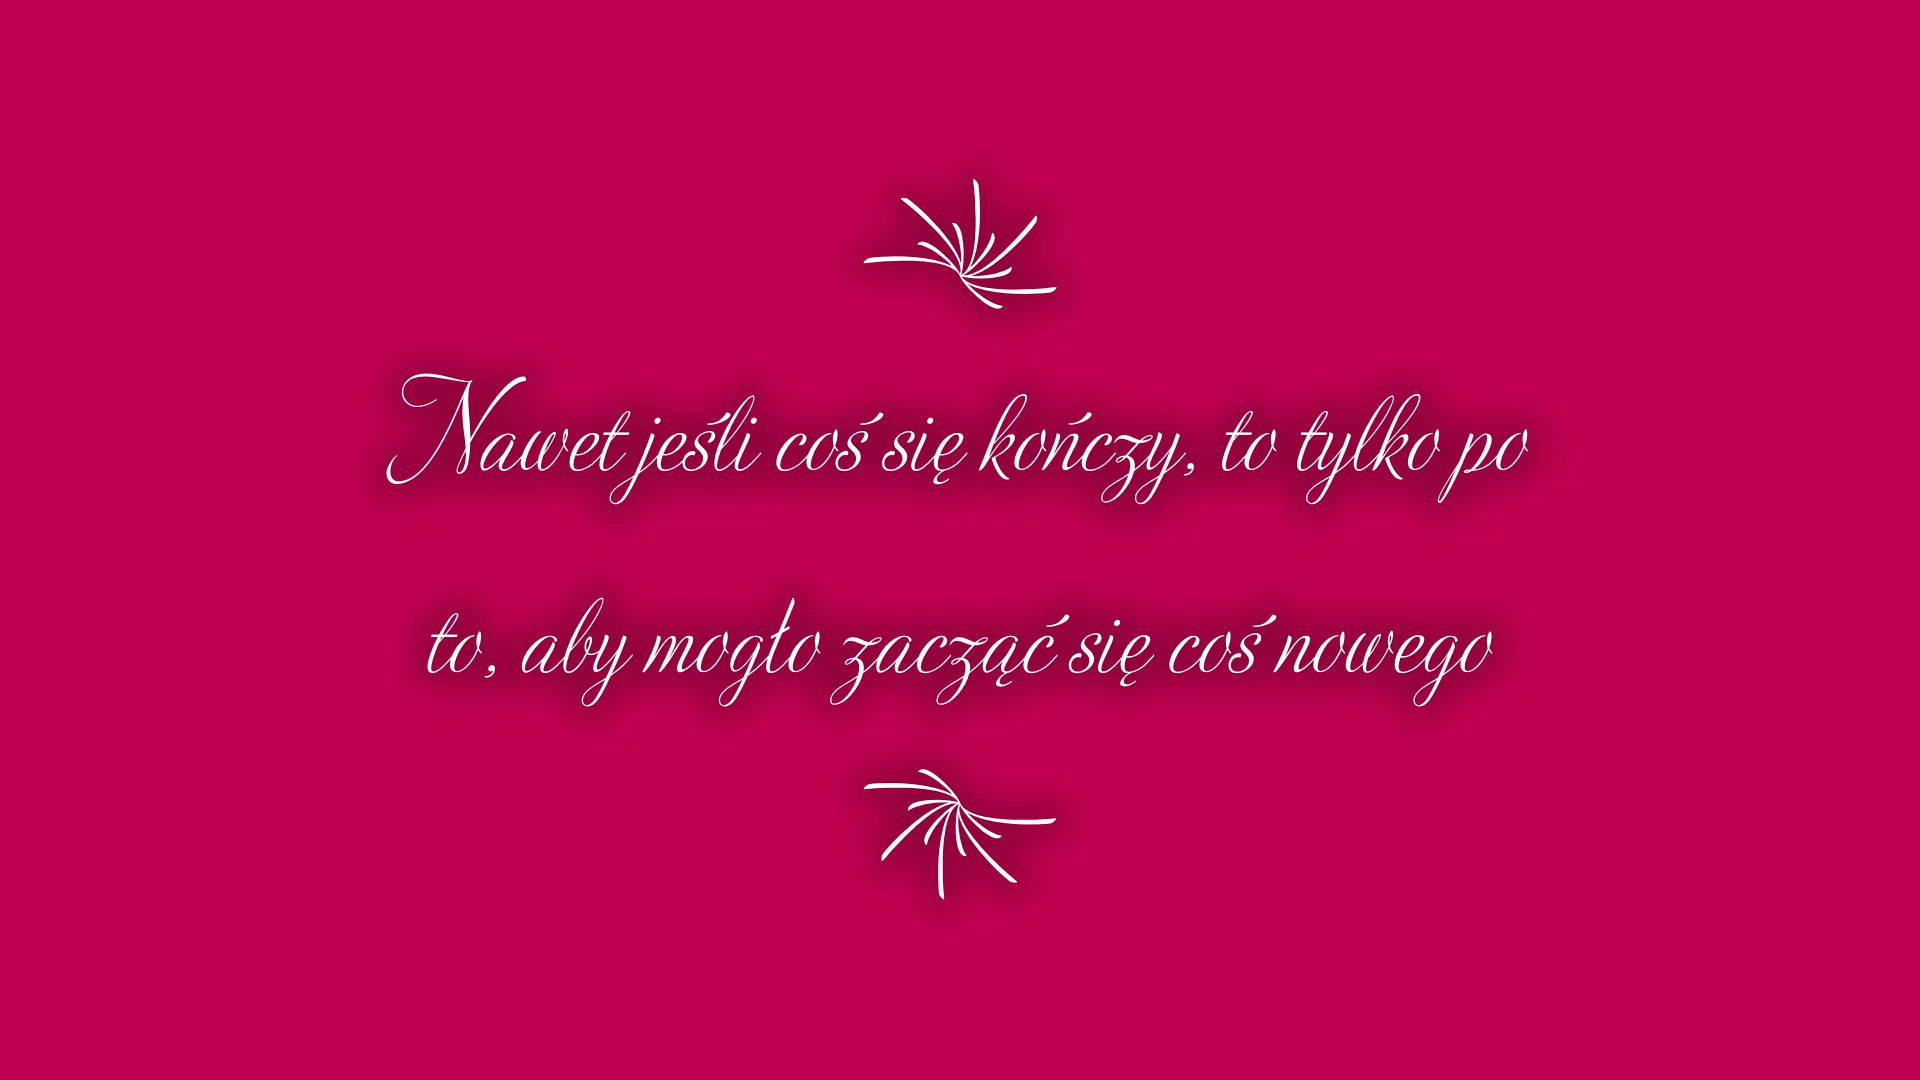 Nawet jeśli coś się kończy, to tylko po
to, aby mogło zacząć się coś nowego